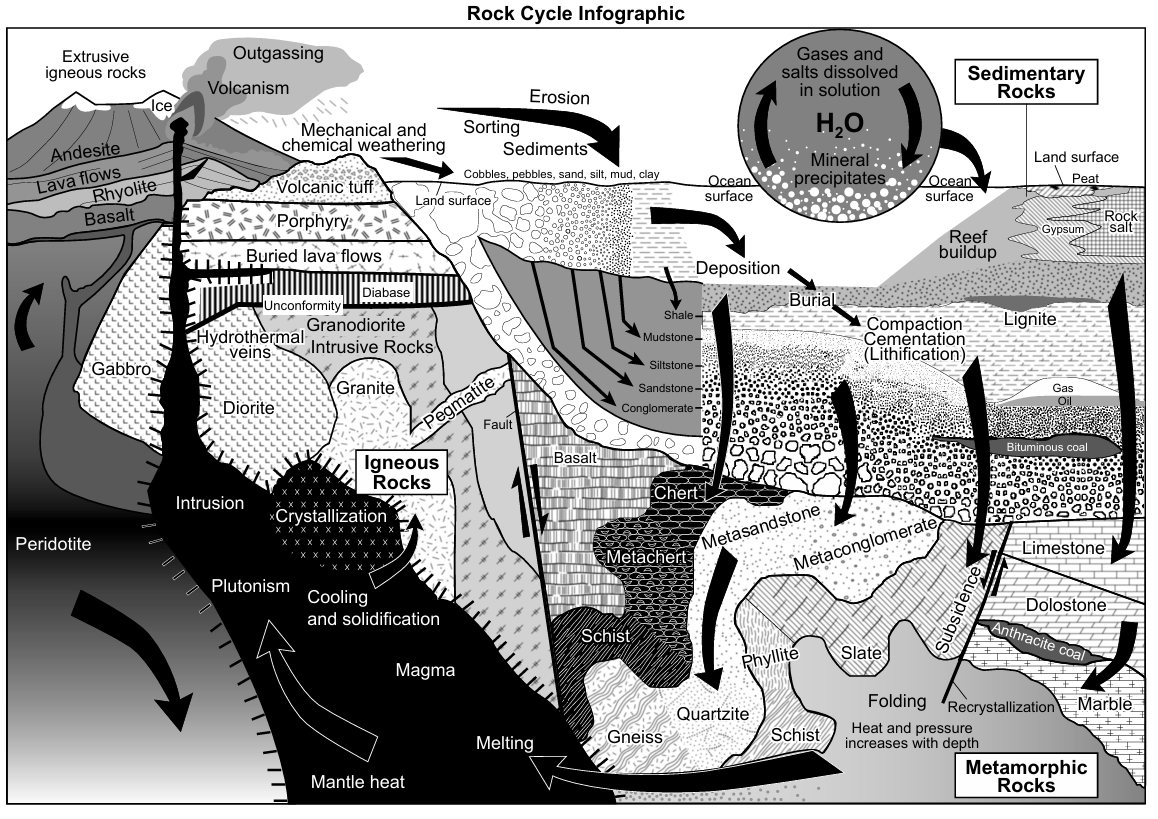 Rock Cycle Infographic
Extrusive
igneous rocks
Outgassing
Volcanism
Ice
Andesite
Lava flows
Rhyolite
Basalt
Mechanical and
chemical weathering
Erosion
Sorting
Sediments
Cobbles, pebbles, sand, silt, mud, clay
Land surface
Volcanic tuff
Porphyry
Buried lava flows
Diabase
Unconformity
Granodiorite
Intrusive Rocks
Hydrothermal
veins
Gabbro
Diorite
Granite
Pegmatite
Fault
Igneous
Rocks
Gases and
salts dissolved
in solution
H₂O
Mineral
precipitates
Ocean
surface
Ocean
surface
Sedimentary
Rocks
Land surface
Peat
Gypsum
Rock
salt
Reef
buildup
Deposition
Burial
Compaction
Cementation
(Lithification)
Lignite
Shale
Mudstone
Siltstone
Sandstone
Conglomerate
Gas
Oil
Bituminous coal
Basalt
Chert
Metachert
Metasandstone
Metaconglomerate
Limestone
Dolostone
Anthracite coal
Subsidence
Marble
Recrystallization
Intrusion
Crystallization
Peridotite
Plutonism
Cooling
and solidification
Magma
Melting
Mantle heat
Schist
Gneiss
Quartzite
Phyllite
Slate
Schist
Folding
Heat and pressure
increases with depth
Metamorphic
Rocks